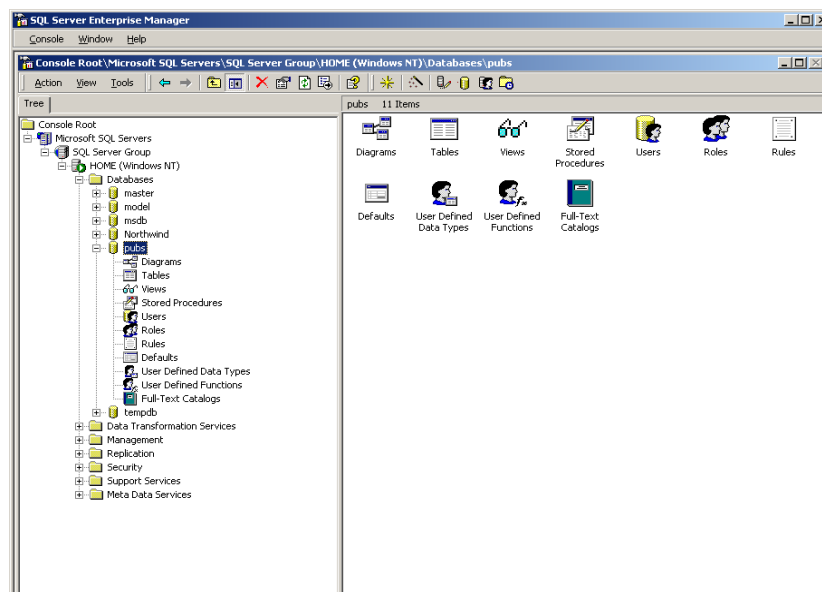 SQL Server Enterprise Manager
Console Window Help
Console Root\Microsoft SQL Servers\SQL Server Group\HOME (Windows NT)\Databases\pubs
Action View Tools
Tree
pubs 11 Items
Console Root
Microsoft SQL Servers
SQL Server Group
HOME (Windows NT)
Databases
master
model
msdb
Northwind
pubs
Diagrams
Tables
Views
Stored Procedures
Users
Roles
Rules
Defaults
User Defined Data Types
User Defined Functions
Full-Text Catalogs
tempdb
Data Transformation Services
Management
Replication
Security
Support Services
Meta Data Services
Diagrams Tables Views Stored Users Roles Rules
Procedures
Defaults User Defined User Defined Full-Text
Data Types Functions Catalogs